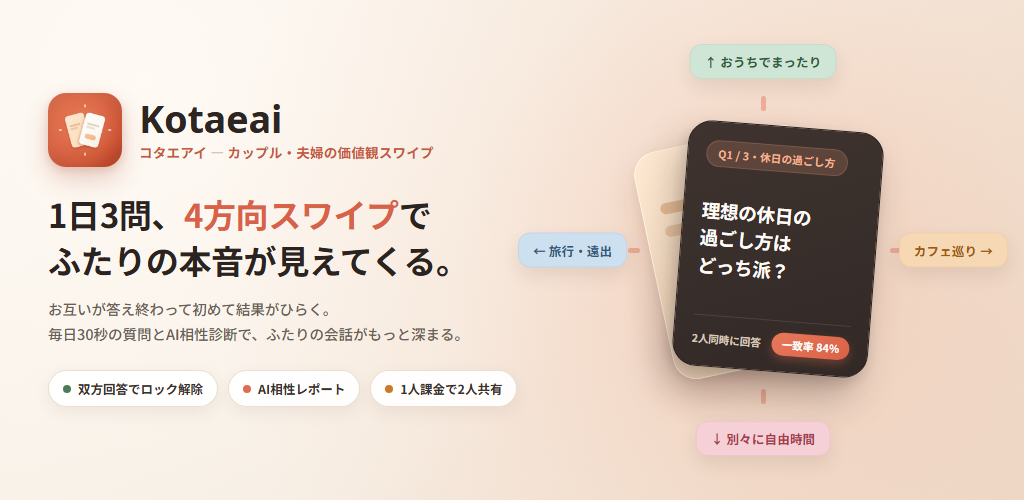 Kotaeai
コタエアイ — カップル・夫婦の価値観スワイプ
1日3問、4方向スワイプで
ふたりの本音が見えてくる。
お互いが答え終わって初めて結果がひらく。
毎日30秒の質問とAI相性診断で、ふたりの会話がもっと深まる。
双方回答でロック解除
AI相性レポート
1人課金で2人共有
↑ おうちでまったり
← 旅行・遠出
Q1 / 3・休日の過ごし方
理想の休日の
過ごし方は
どっち派？
2人同時に回答
一致率 84%
カフェ巡り →
↓ 別々に自由時間